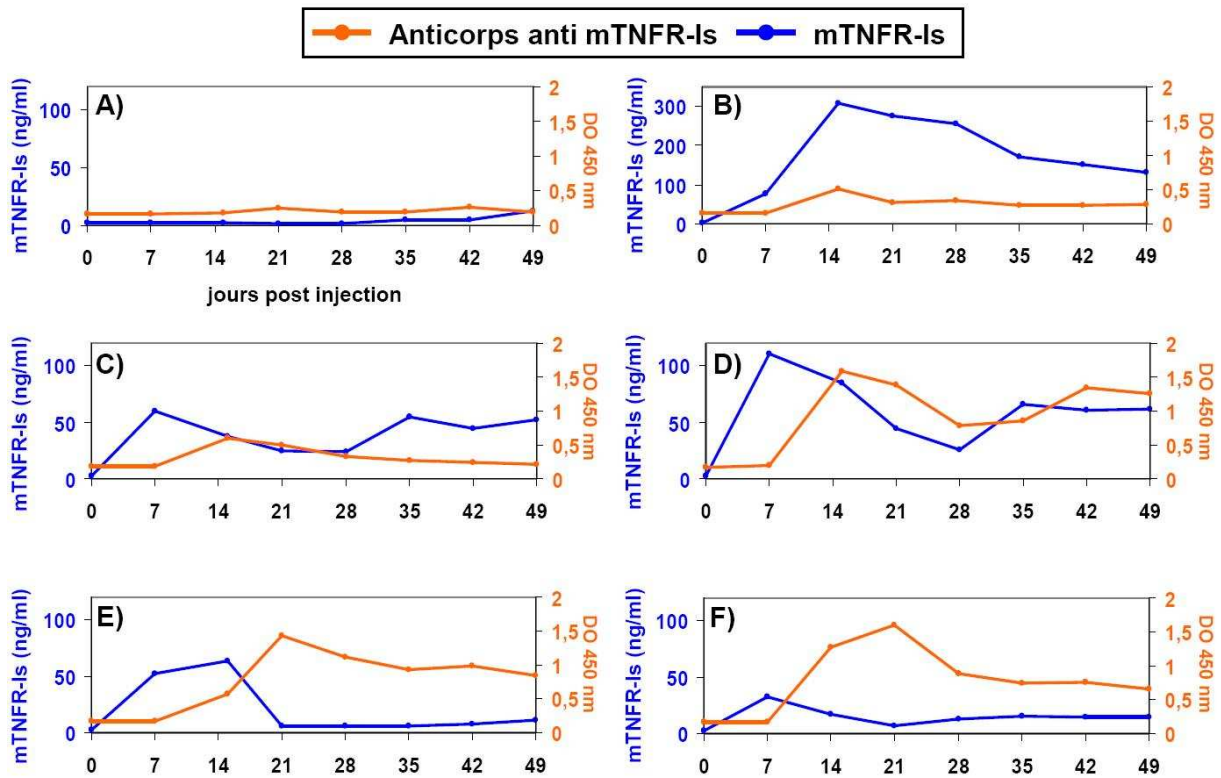 Anticorps anti mTNFR-Is mTNFR-Is
A)
mTNFR-Is (ng/ml)
100
50
0
DO 450 nm
2
1,5
1
0,5
0
0 7 14 21 28 35 42 49
jours post injection
B)
mTNFR-Is (ng/ml)
300
200
100
0
DO 450 nm
2
1,5
1
0,5
0
0 7 14 21 28 35 42 49
C)
mTNFR-Is (ng/ml)
100
50
0
DO 450 nm
2
1,5
1
0,5
0
0 7 14 21 28 35 42 49
D)
mTNFR-Is (ng/ml)
100
50
0
DO 450 nm
2
1,5
1
0,5
0
0 7 14 21 28 35 42 49
E)
mTNFR-Is (ng/ml)
100
50
0
DO 450 nm
2
1,5
1
0,5
0
0 7 14 21 28 35 42 49
F)
mTNFR-Is (ng/ml)
100
50
0
DO 450 nm
2
1,5
1
0,5
0
0 7 14 21 28 35 42 49